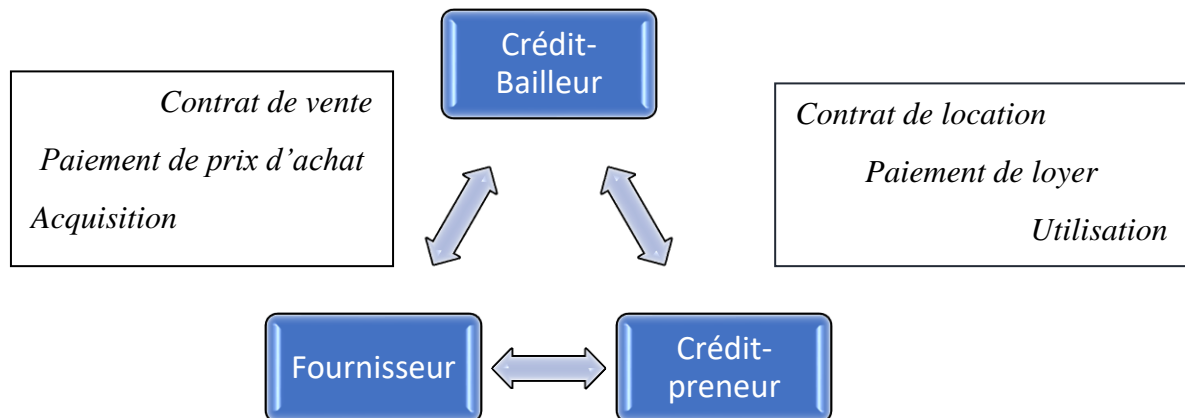 Crédit-
Bailleur
Contrat de vente
Paiement de prix d’achat
Acquisition
Contrat de location
Paiement de loyer
Utilisation
Fournisseur
Crédit-
preneur